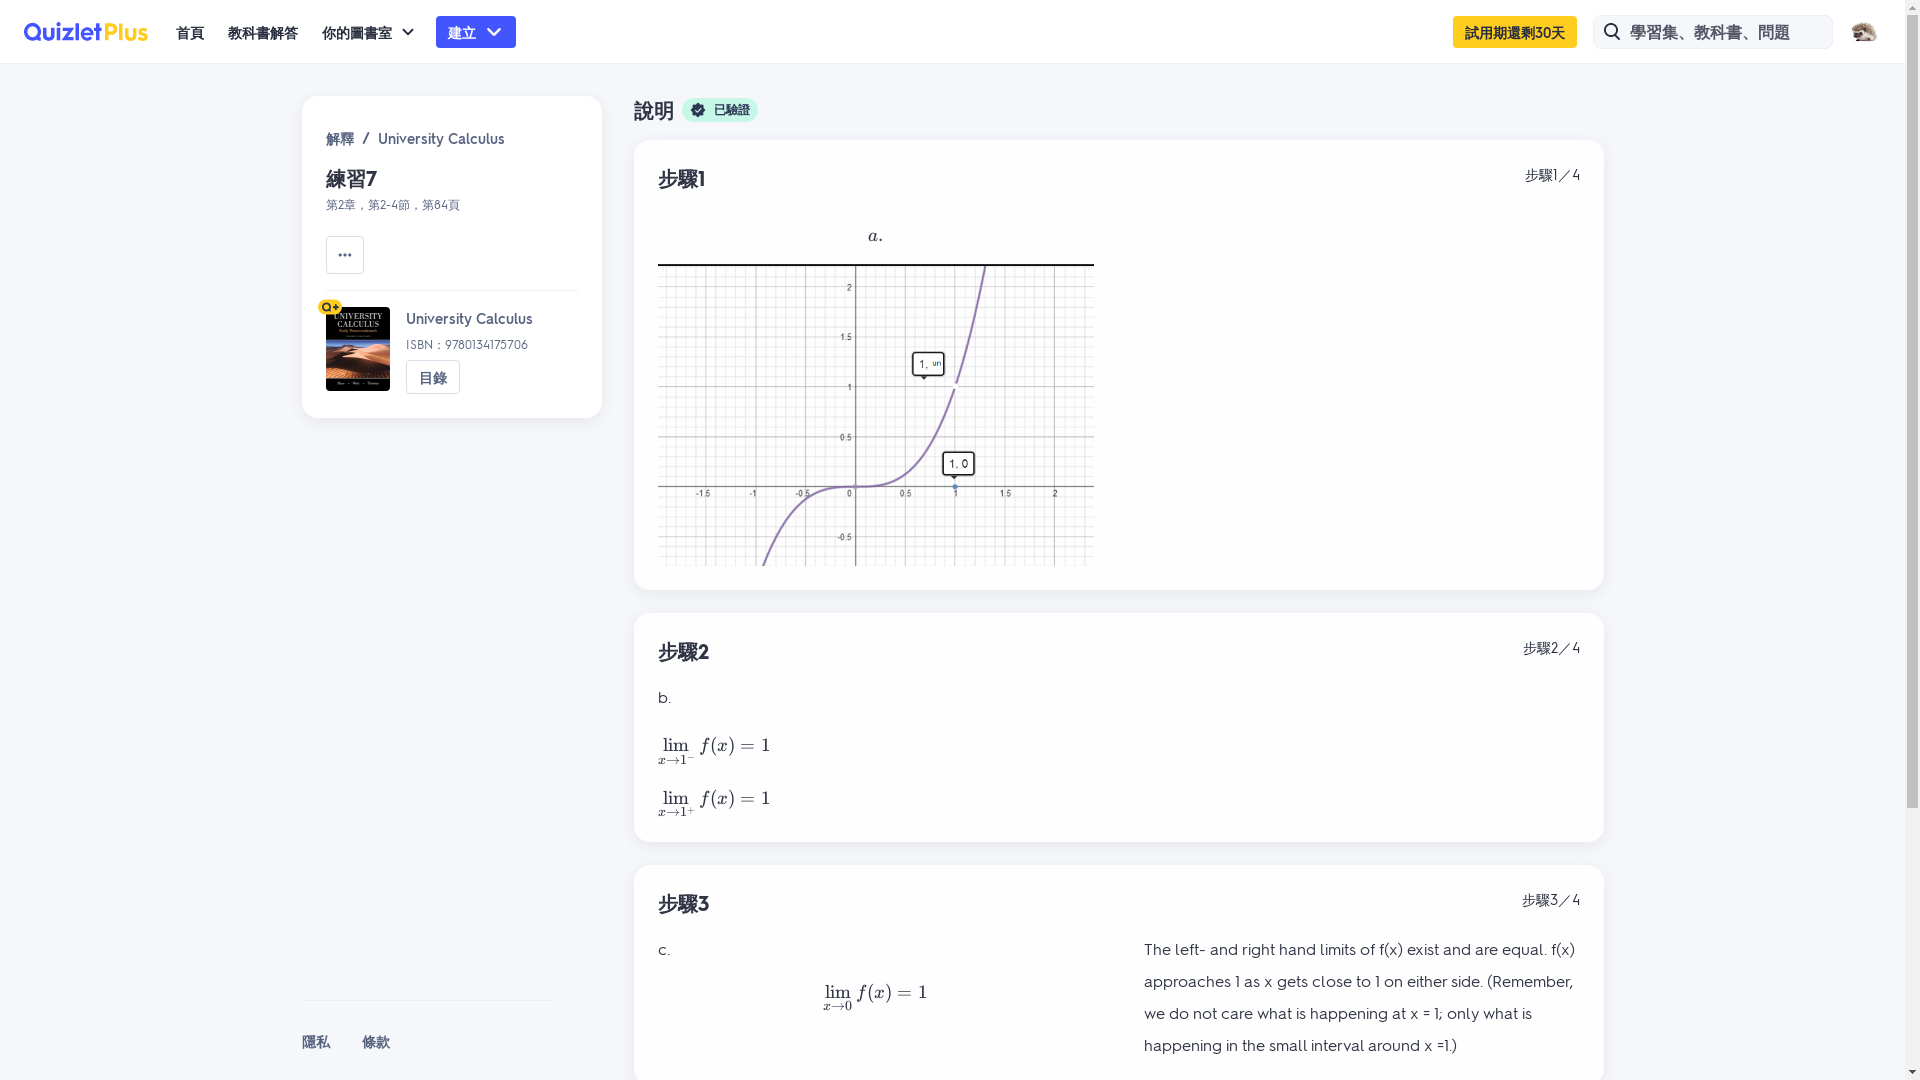 Quizlet Plus
首頁
教科書解答
你的圖書室
建立
試用期還剩30天
學習集、教科書、問題
解釋 / University Calculus
練習7
第2章，第2-4節，第84頁
Q+
UNIVERSITY
CALCULUS
University Calculus
ISBN：9780134175706
目錄
隱私
條款
說明
已驗證
步驟1
步驟1／4
a.
2
1.5
1, un
1
0.5
1, 0
-1.5 -1 -0.5 0 0.5 1 1.5 2
-0.5
步驟2
步驟2／4
b.
lim x→1⁻ f(x) = 1
lim x→1⁺ f(x) = 1
步驟3
步驟3／4
c.
lim x→0 f(x) = 1
The left- and right hand limits of f(x) exist and are equal. f(x)
approaches 1 as x gets close to 1 on either side. (Remember,
we do not care what is happening at x = 1; only what is
happening in the small interval around x =1.)